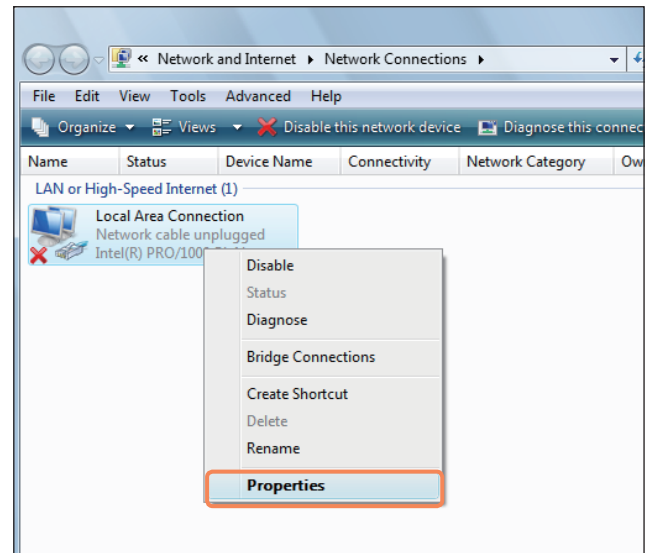 « Network and Internet ▸ Network Connections ▸
File Edit View Tools Advanced Help
Organize Views Disable this network device Diagnose this connec
Name Status Device Name Connectivity Network Category Ow
LAN or High-Speed Internet (1)
Local Area Connection
Network cable unplugged
Intel(R) PRO/100
Disable
Status
Diagnose
Bridge Connections
Create Shortcut
Delete
Rename
Properties